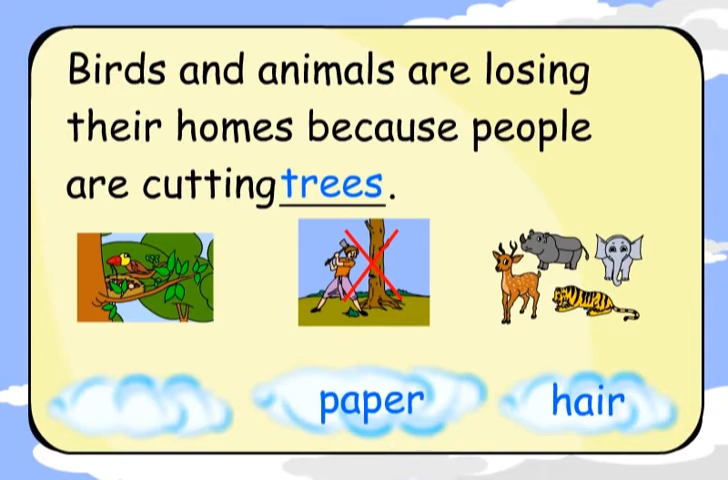 Birds and animals are losing
their homes because people
are cutting trees.
paper
hair